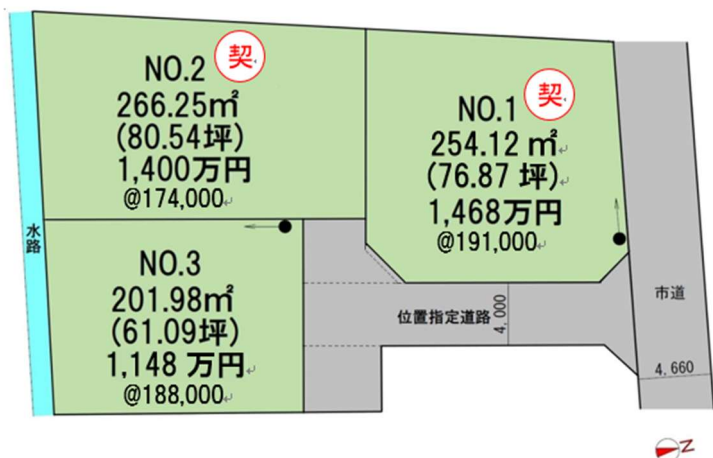 NO.2 契
266.25㎡
(80.54坪)
1,400万円
@174,000
NO.1 契
254.12 ㎡
(76.87 坪)
1,468万円
@191,000
水路
NO.3
201.98㎡
(61.09坪)
1,148 万円
@188,000
位置指定道路
4,000
市道
4,660
N